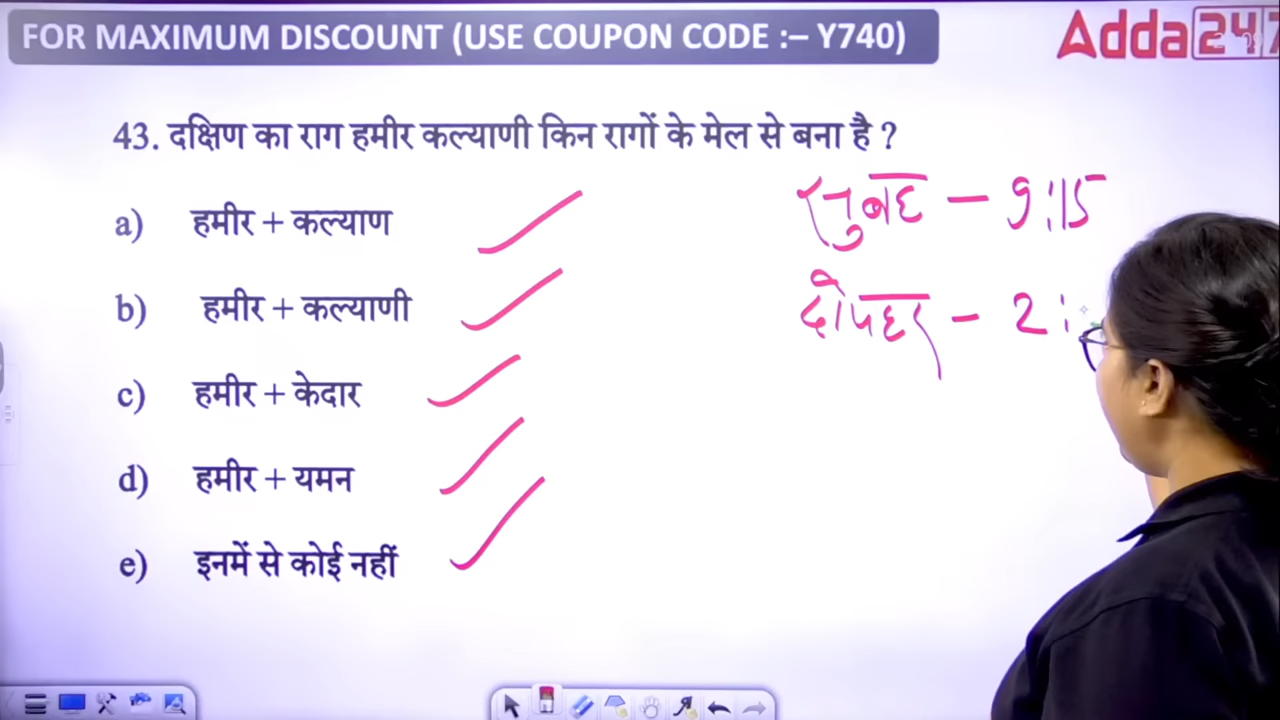 FOR MAXIMUM DISCOUNT (USE COUPON CODE :– Y740)
Adda247
43. दक्षिण का राग हमीर कल्याणी किन रागों के मेल से बना है ?
a) हमीर + कल्याण
b) हमीर + कल्याणी
c) हमीर + केदार
d) हमीर + यमन
e) इनमें से कोई नहीं
सुबह – 9:15
दोपहर – 2: